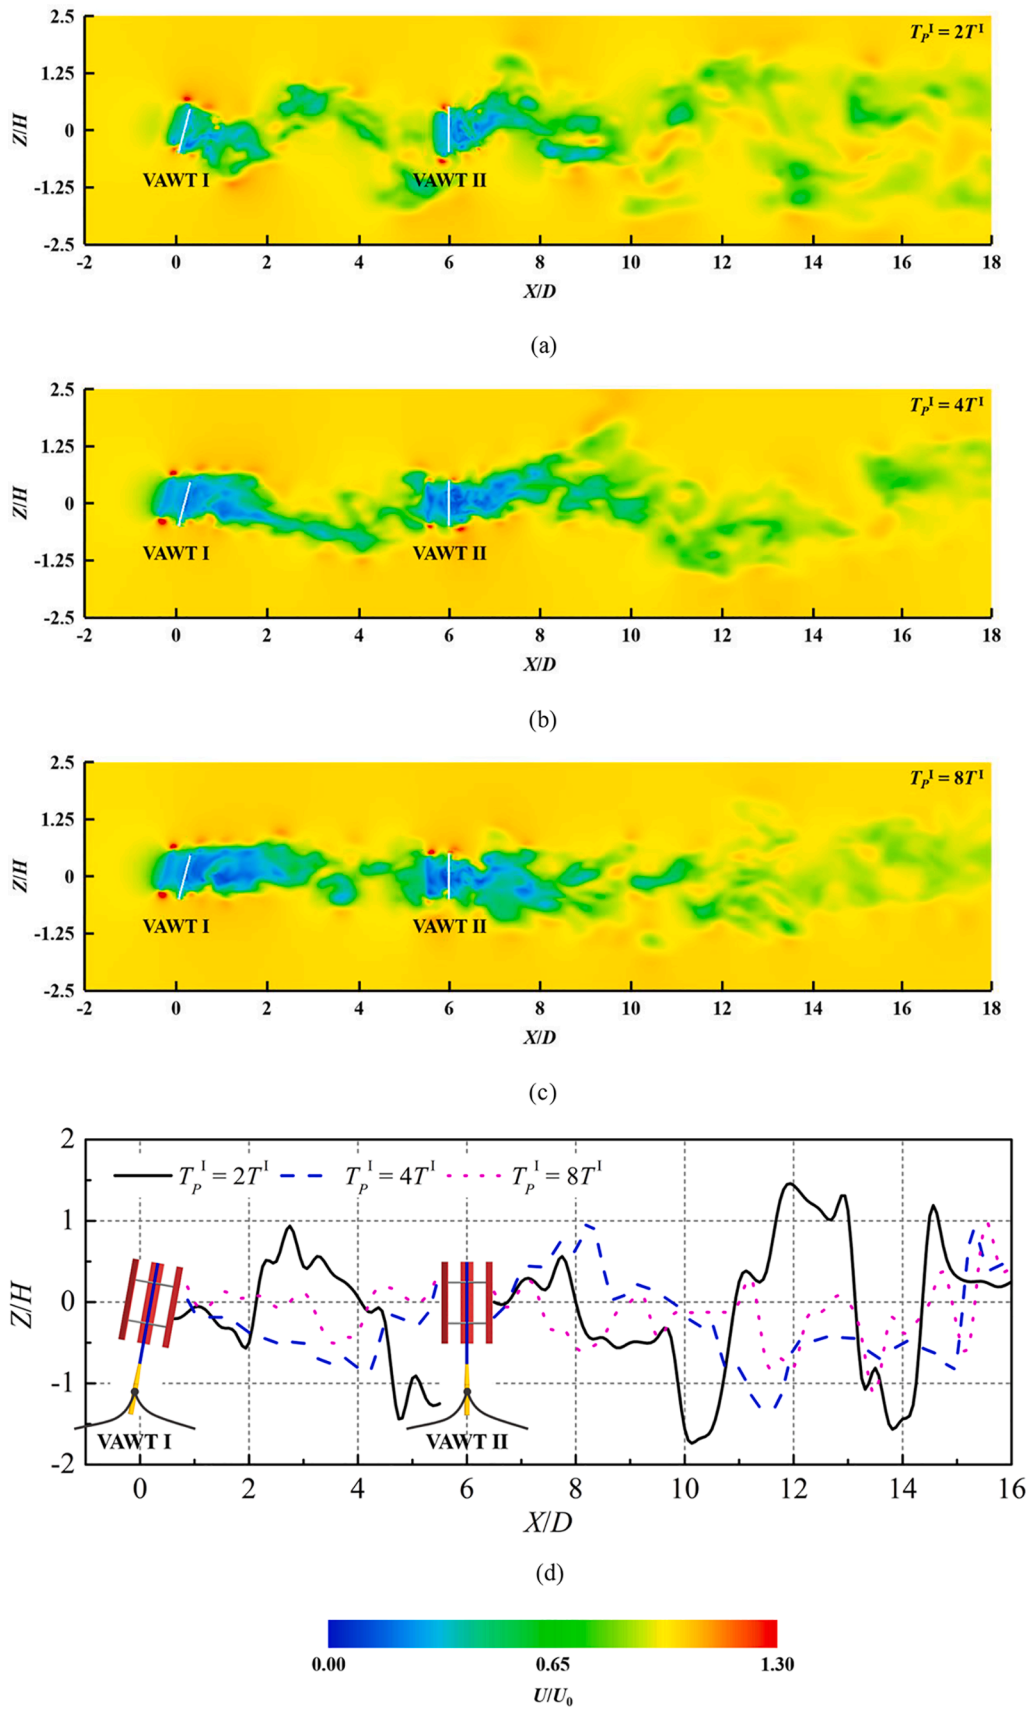 2.5
T_P^I = 2T^I
1.25
Z/H
0
-1.25
VAWT I
VAWT II
-2.5
-2 0 2 4 6 8 10 12 14 16 18
X/D
(a)
2.5
T_P^I = 4T^I
1.25
Z/H
0
-1.25
VAWT I
VAWT II
-2.5
-2 0 2 4 6 8 10 12 14 16 18
X/D
(b)
2.5
T_P^I = 8T^I
1.25
Z/H
0
-1.25
VAWT I
VAWT II
-2.5
-2 0 2 4 6 8 10 12 14 16 18
X/D
(c)
2
T_P^I = 2T^I T_P^I = 4T^I T_P^I = 8T^I
1
Z/H
0
-1
VAWT I
VAWT II
-2
0 2 4 6 8 10 12 14 16
X/D
(d)
0.00 0.65 1.30
U/U₀